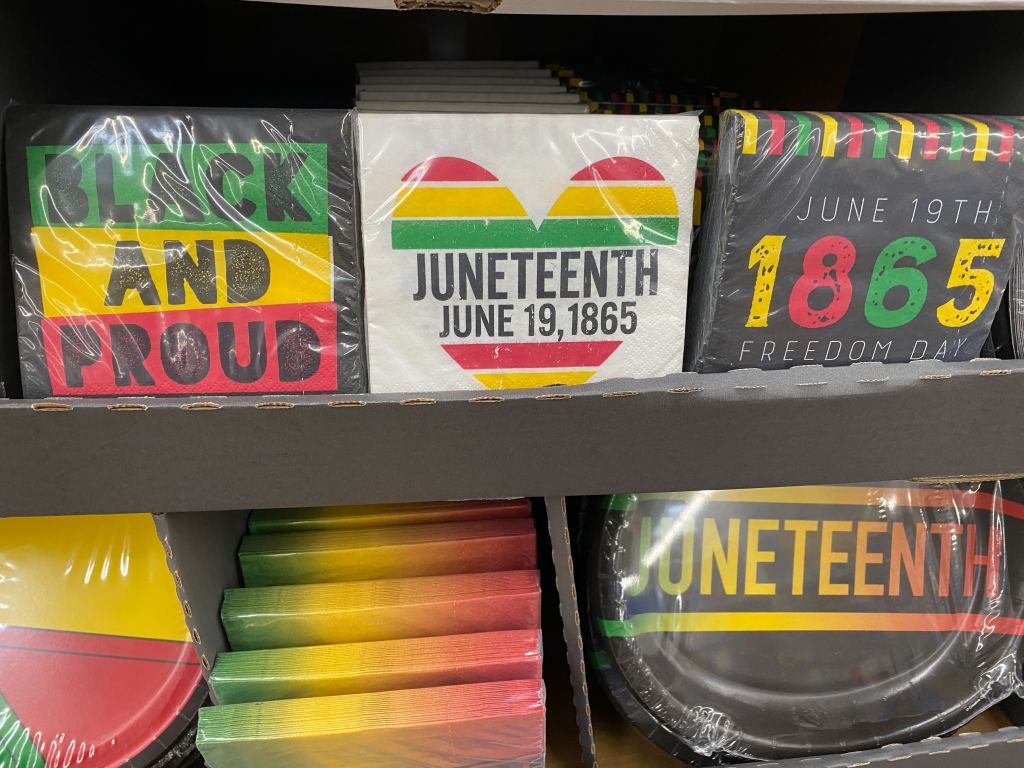 BLACK
AND
PROUD
JUNETEENTH
JUNE 19,1865
JUNE 19TH
1865
FREEDOM DAY
JUNETEENTH